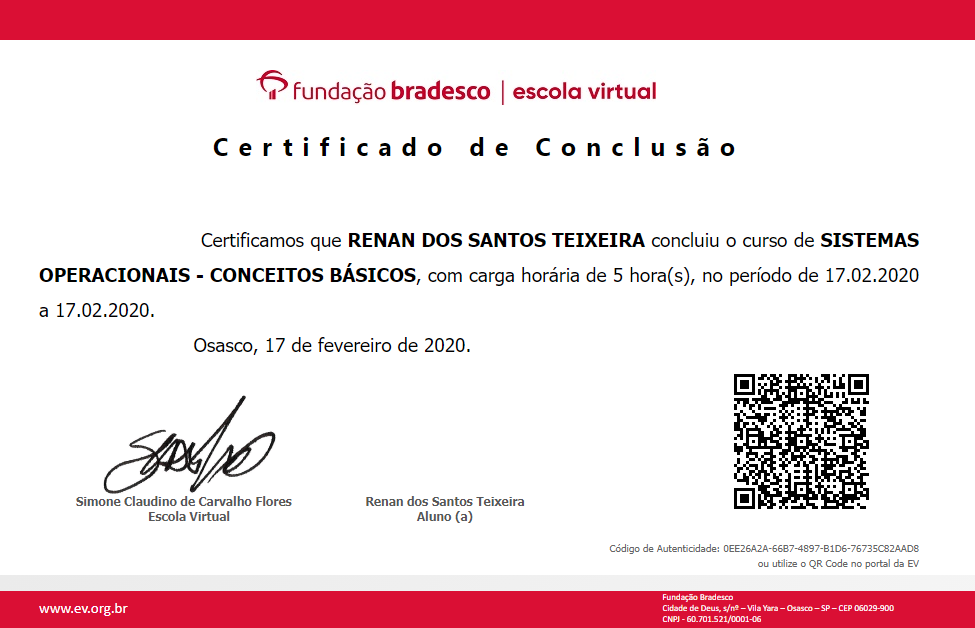 fundação bradesco | escola virtual
Certificado de Conclusão
Certificamos que RENAN DOS SANTOS TEIXEIRA concluiu o curso de SISTEMAS
OPERACIONAIS - CONCEITOS BÁSICOS, com carga horária de 5 hora(s), no período de 17.02.2020
a 17.02.2020.
Osasco, 17 de fevereiro de 2020.
Simone Claudino de Carvalho Flores
Escola Virtual
Renan dos Santos Teixeira
Aluno (a)
Código de Autenticidade: 0EE26A2A-66B7-4897-B1D6-76735C82AAD8
ou utilize o QR Code no portal da EV
www.ev.org.br
Fundação Bradesco
Cidade de Deus, s/nº – Vila Yara – Osasco – SP – CEP 06029-900
CNPJ - 60.701.521/0001-06